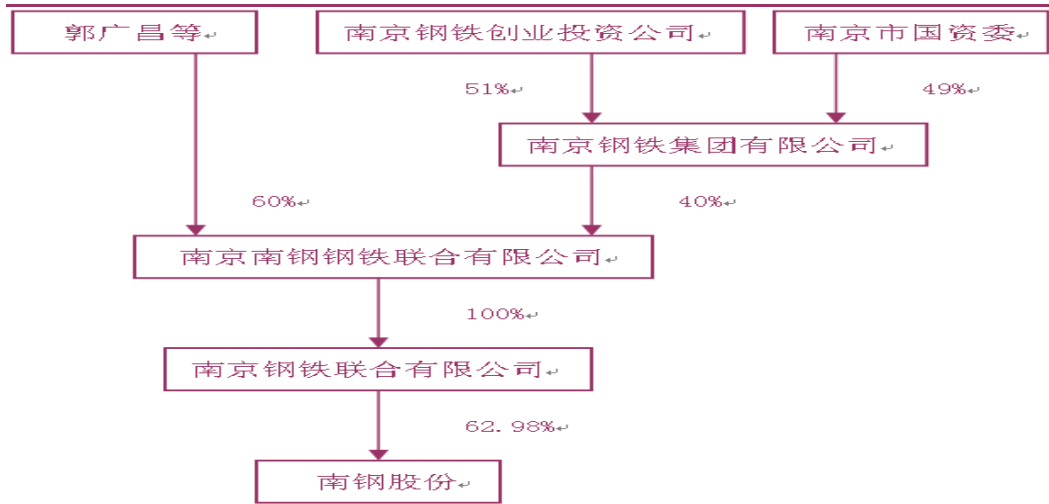 郭广昌等
南京钢铁创业投资公司
南京市国资委
51%
49%
南京钢铁集团有限公司
60%
40%
南京南钢钢铁联合有限公司
100%
南京钢铁联合有限公司
62.98%
南钢股份